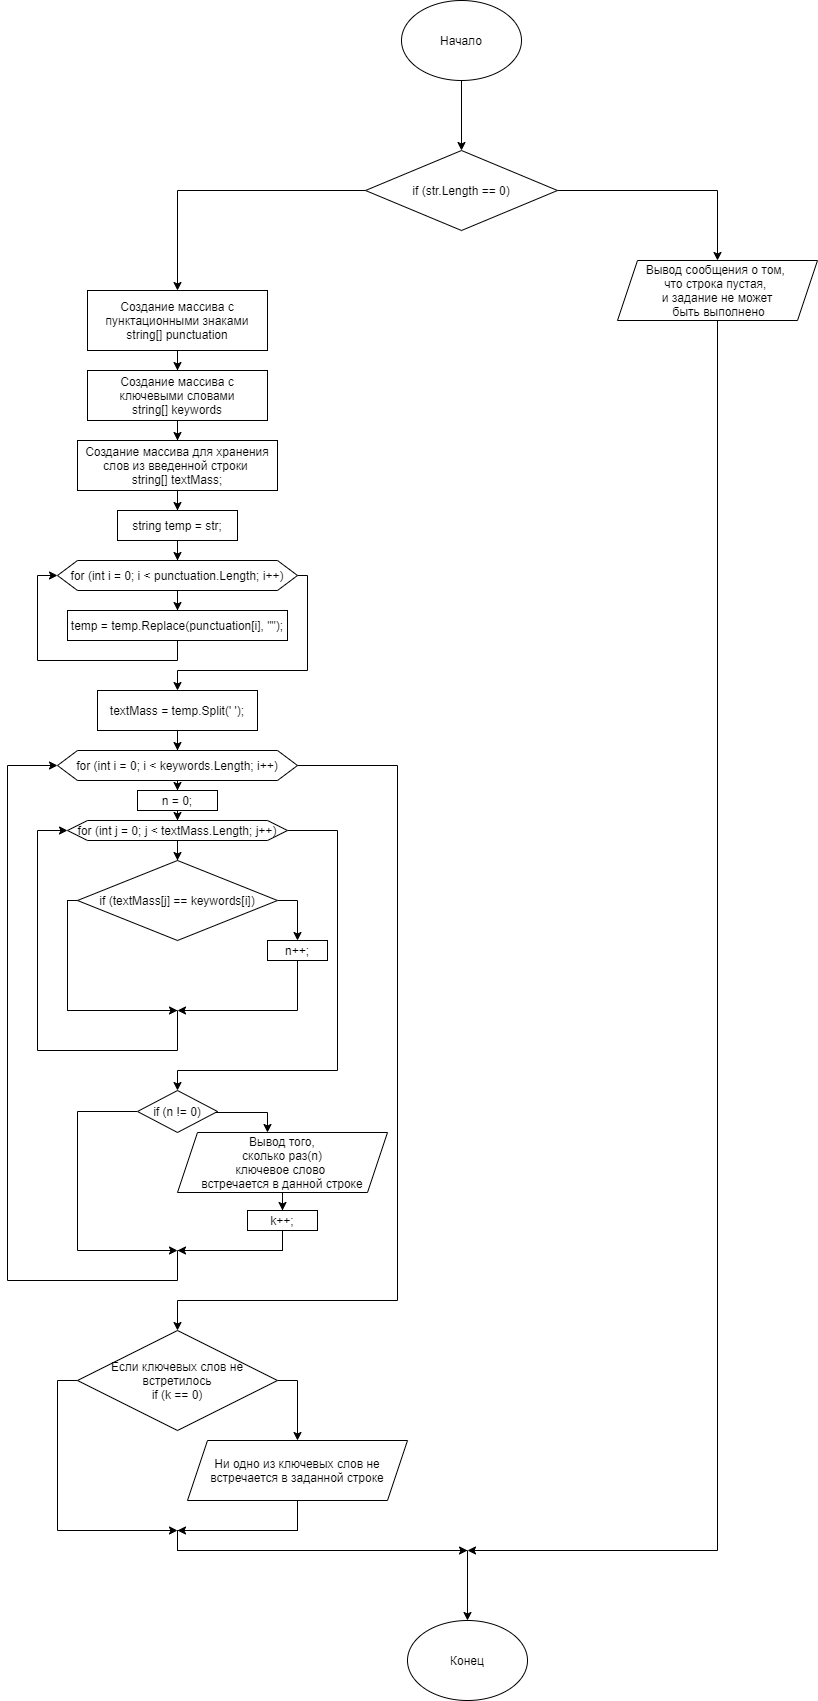 Начало
if (str.Length == 0)
Вывод сообщения о том,
что строка пустая,
и задание не может
быть выполнено
Создание массива с
пунктационными знаками
string[] punctuation
Создание массива с
ключевыми словами
string[] keywords
Создание массива для хранения
слов из введенной строки
string[] textMass;
string temp = str;
for (int i = 0; i < punctuation.Length; i++)
temp = temp.Replace(punctuation[i], "");
textMass = temp.Split(' ');
for (int i = 0; i < keywords.Length; i++)
n = 0;
for (int j = 0; j < textMass.Length; j++)
if (textMass[j] == keywords[i])
n++;
if (n != 0)
Вывод того,
сколько раз(n)
ключевое слово
встречается в данной строке
k++;
Если ключевых слов не
встретилось
if (k == 0)
Ни одно из ключевых слов не
встречается в заданной строке
Конец